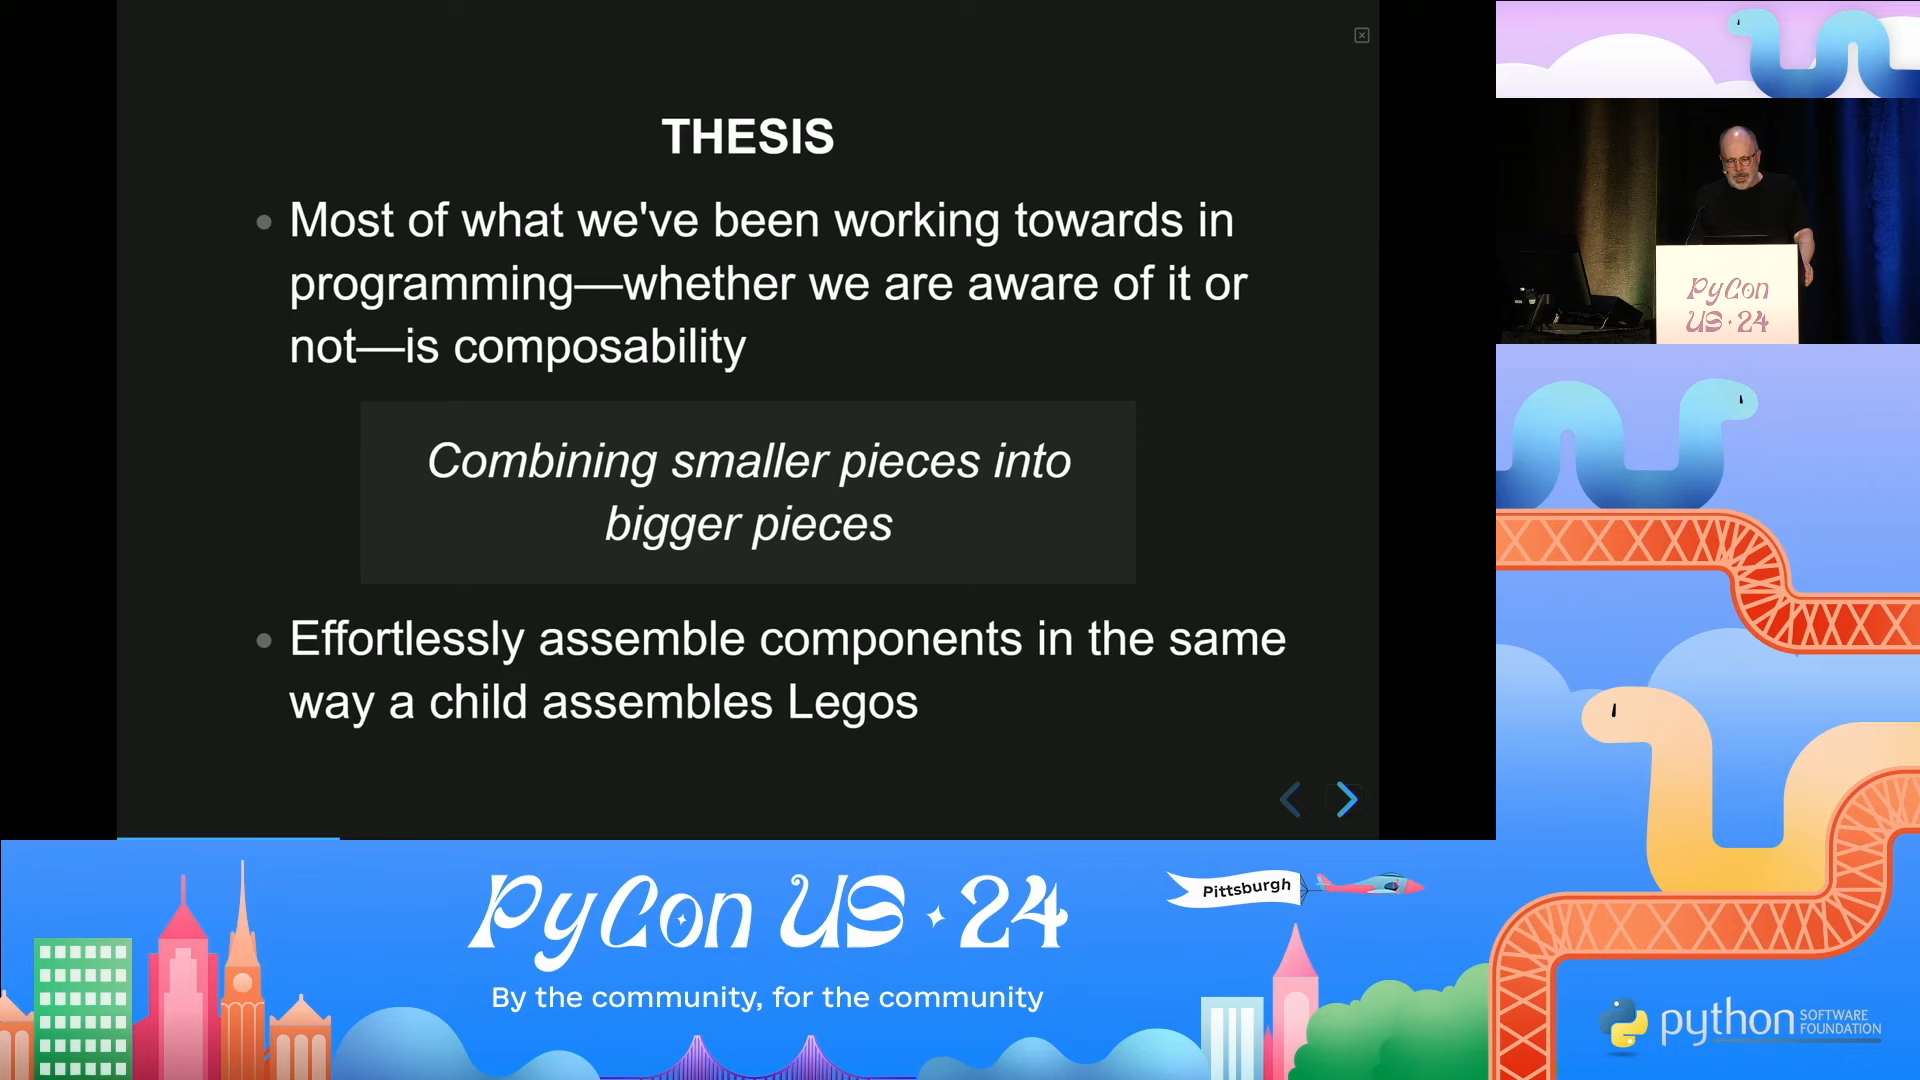 THESIS
Most of what we've been working towards in
programming—whether we are aware of it or
not—is composability
Combining smaller pieces into
bigger pieces
Effortlessly assemble components in the same
way a child assembles Legos
PyCon
US · 24
PyCon US · 24
Pittsburgh
By the community, for the community
python
SOFTWARE
FOUNDATION